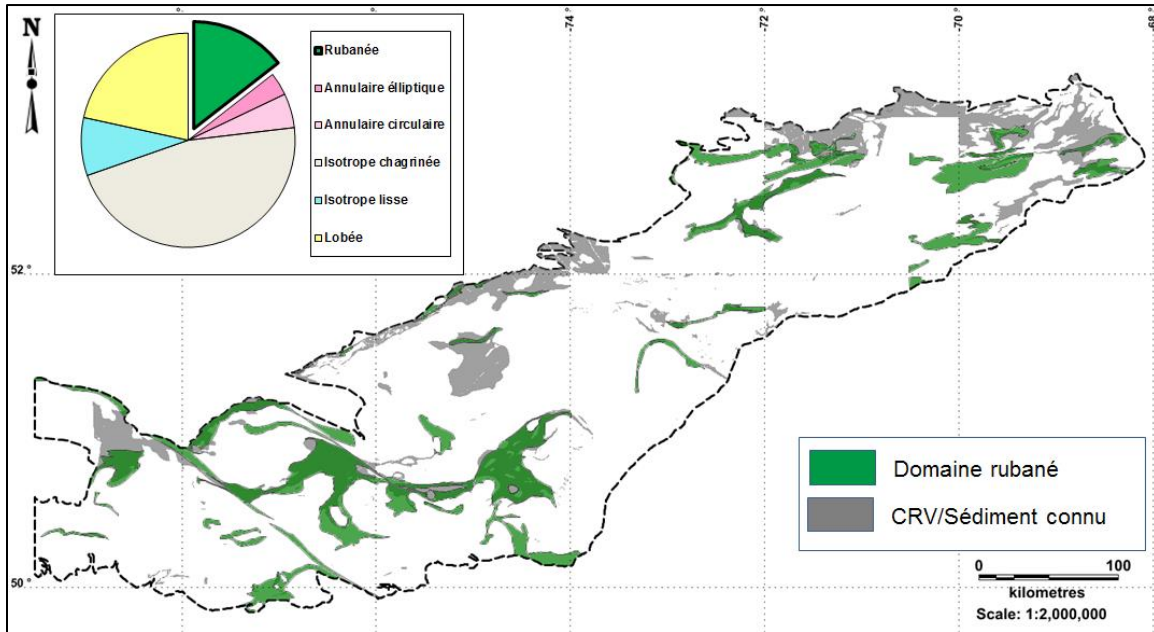 N
Rubanée
Annulaire élliptique
Annulaire circulaire
Isotrope chagrinée
Isotrope lisse
Lobée
-74
-72
-70
-68
52°
50°
Domaine rubané
CRV/Sédiment connu
0 100
kilometres
Scale: 1:2,000,000